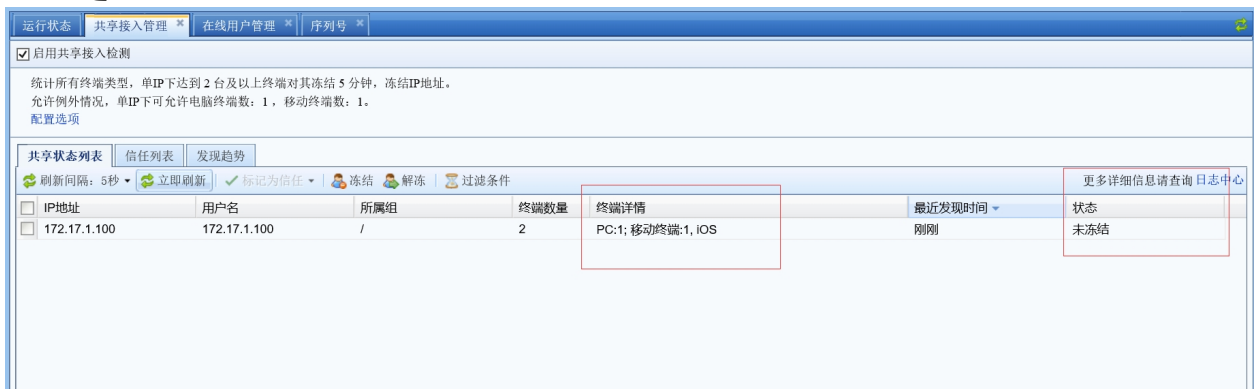 运行状态 共享接入管理 在线用户管理 序列号
启用共享接入检测
统计所有终端类型，单IP下达到 2 台及以上终端对其冻结 5 分钟，冻结IP地址。
允许例外情况，单IP下可允许电脑终端数：1 ，移动终端数：1。
配置选项
共享状态列表 信任列表 发现趋势
刷新间隔：5秒 立即刷新 标记为信任 冻结 解冻 过滤条件 更多详细信息请查询 日志中心
IP地址 用户名 所属组 终端数量 终端详情 最近发现时间 状态
172.17.1.100 172.17.1.100 / 2 PC:1; 移动终端:1, iOS 刚刚 未冻结